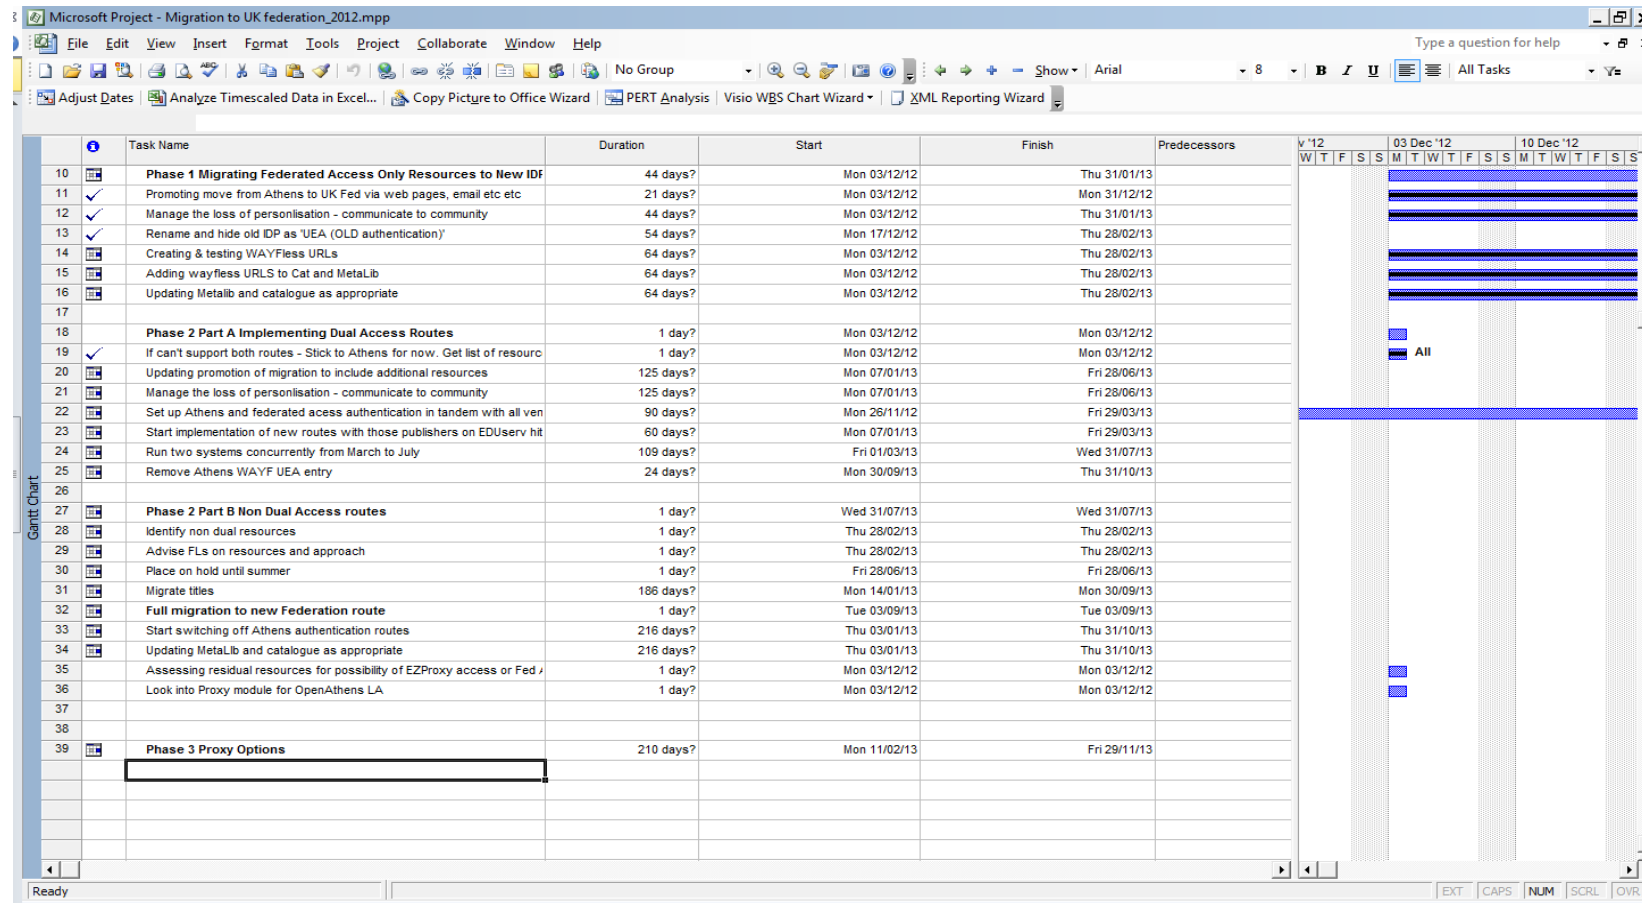 Microsoft Project - Migration to UK federation_2012.mpp
File Edit View Insert Format Tools Project Collaborate Window Help Type a question for help
No Group Show Arial 8 B I U All Tasks
Adjust Dates Analyze Timescaled Data in Excel... Copy Picture to Office Wizard PERT Analysis Visio WBS Chart Wizard XML Reporting Wizard
Task Name Duration Start Finish Predecessors v '12 03 Dec '12 10 Dec '12
W T F S S M T W T F S S M T W T F S S
10 Phase 1 Migrating Federated Access Only Resources to New IDF 44 days? Mon 03/12/12 Thu 31/01/13
11 Promoting move from Athens to UK Fed via web pages, email etc etc 21 days? Mon 03/12/12 Mon 31/12/12
12 Manage the loss of personlisation - communicate to community 44 days? Mon 03/12/12 Thu 31/01/13
13 Rename and hide old IDP as 'UEA (OLD authentication)' 54 days? Mon 17/12/12 Thu 28/02/13
14 Creating & testing WAYFless URLs 64 days? Mon 03/12/12 Thu 28/02/13
15 Adding wayfless URLS to Cat and MetaLib 64 days? Mon 03/12/12 Thu 28/02/13
16 Updating Metalib and catalogue as appropriate 64 days? Mon 03/12/12 Thu 28/02/13
17
18 Phase 2 Part A Implementing Dual Access Routes 1 day? Mon 03/12/12 Mon 03/12/12
19 If can't support both routes - Stick to Athens for now. Get list of resourc 1 day? Mon 03/12/12 Mon 03/12/12 All
20 Updating promotion of migration to include additional resources 125 days? Mon 07/01/13 Fri 28/06/13
21 Manage the loss of personlisation - communicate to community 125 days? Mon 07/01/13 Fri 28/06/13
22 Set up Athens and federated acess authentication in tandem with all ven 90 days? Mon 26/11/12 Fri 29/03/13
23 Start implementation of new routes with those publishers on EDUserv hit 60 days? Mon 07/01/13 Fri 29/03/13
24 Run two systems concurrently from March to July 109 days? Fri 01/03/13 Wed 31/07/13
25 Remove Athens WAYF UEA entry 24 days? Mon 30/09/13 Thu 31/10/13
26
27 Phase 2 Part B Non Dual Access routes 1 day? Wed 31/07/13 Wed 31/07/13
28 Identify non dual resources 1 day? Thu 28/02/13 Thu 28/02/13
29 Advise FLs on resources and approach 1 day? Thu 28/02/13 Thu 28/02/13
30 Place on hold until summer 1 day? Fri 28/06/13 Fri 28/06/13
31 Migrate titles 186 days? Mon 14/01/13 Mon 30/09/13
32 Full migration to new Federation route 1 day? Tue 03/09/13 Tue 03/09/13
33 Start switching off Athens authentication routes 216 days? Thu 03/01/13 Thu 31/10/13
34 Updating MetaLIb and catalogue as appropriate 216 days? Thu 03/01/13 Thu 31/10/13
35 Assessing residual resources for possibility of EZProxy access or Fed 1 day? Mon 03/12/12 Mon 03/12/12
36 Look into Proxy module for OpenAthens LA 1 day? Mon 03/12/12 Mon 03/12/12
37
38
39 Phase 3 Proxy Options 210 days? Mon 11/02/13 Fri 29/11/13
Gantt Chart
Ready EXT CAPS NUM SCRL OVR